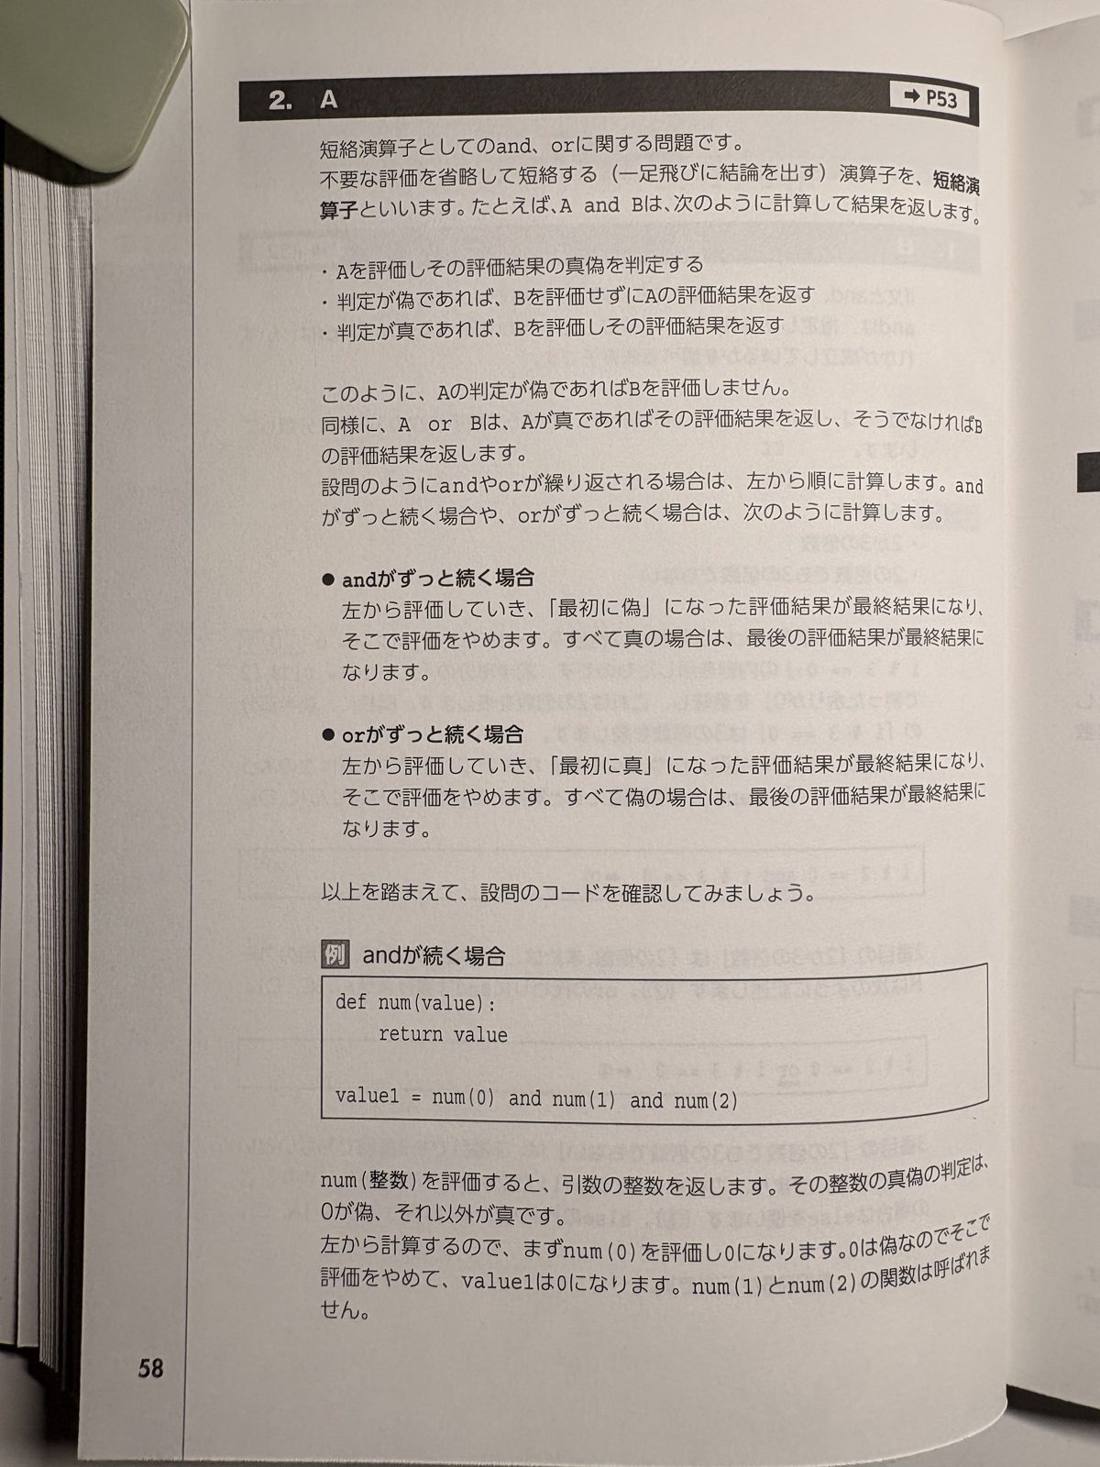 2. A ➡ P53
短絡演算子としてのand、orに関する問題です。
不要な評価を省略して短絡する（一足飛びに結論を出す）演算子を、短絡演
算子といいます。たとえば、A and Bは、次のように計算して結果を返します。
・Aを評価しその評価結果の真偽を判定する
・判定が偽であれば、Bを評価せずにAの評価結果を返す
・判定が真であれば、Bを評価しその評価結果を返す
このように、Aの判定が偽であればBを評価しません。
同様に、A or Bは、Aが真であればその評価結果を返し、そうでなければB
の評価結果を返します。
設問のようにandやorが繰り返される場合は、左から順に計算します。and
がずっと続く場合や、orがずっと続く場合は、次のように計算します。
● andがずっと続く場合
左から評価していき、「最初に偽」になった評価結果が最終結果になり、
そこで評価をやめます。すべて真の場合は、最後の評価結果が最終結果に
なります。
● orがずっと続く場合
左から評価していき、「最初に真」になった評価結果が最終結果になり、
そこで評価をやめます。すべて偽の場合は、最後の評価結果が最終結果に
なります。
以上を踏まえて、設問のコードを確認してみましょう。
例 andが続く場合
def num(value):
    return value
value1 = num(0) and num(1) and num(2)
num(整数)を評価すると、引数の整数を返します。その整数の真偽の判定は、
0が偽、それ以外が真です。
左から計算するので、まずnum(0)を評価し0になります。0は偽なのでそこで
評価をやめて、value1は0になります。num(1)とnum(2)の関数は呼ばれま
せん。
58